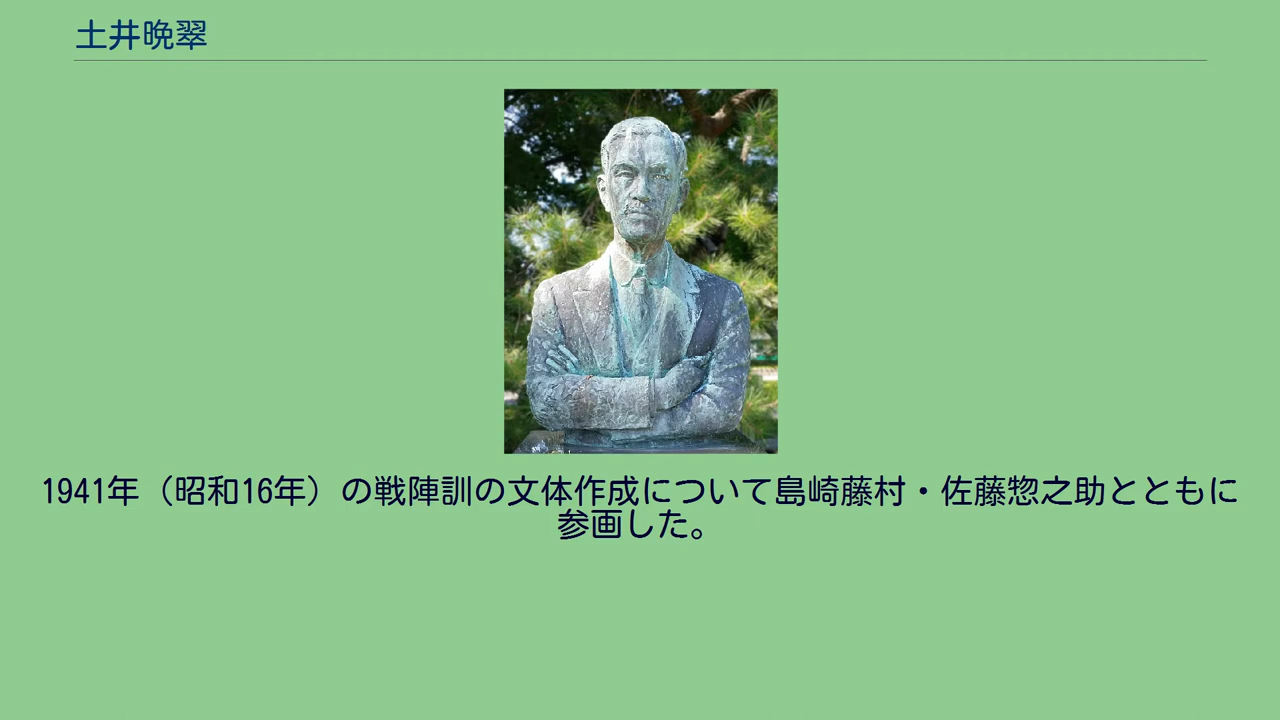 土井晩翠
1941年（昭和16年）の戦陣訓の文体作成について島崎藤村・佐藤惣之助とともに
参画した。